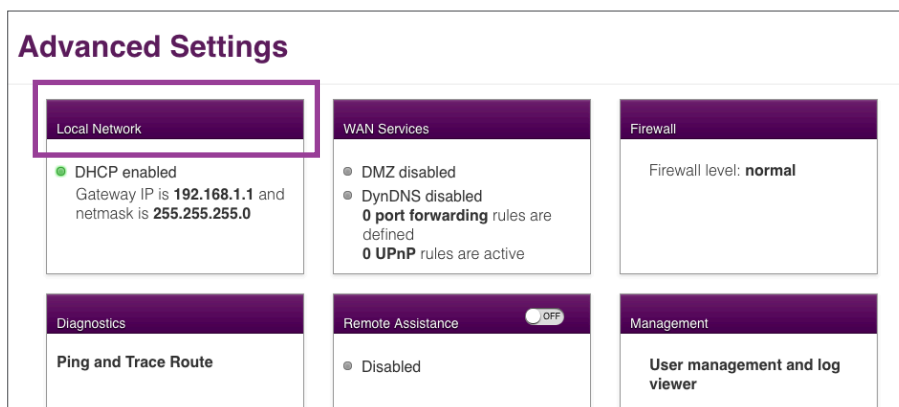 Advanced Settings
Local Network
DHCP enabled
Gateway IP is 192.168.1.1 and
netmask is 255.255.255.0
WAN Services
DMZ disabled
DynDNS disabled
0 port forwarding rules are
defined
0 UPnP rules are active
Firewall
Firewall level: normal
Diagnostics
Ping and Trace Route
Remote Assistance
OFF
Disabled
Management
User management and log
viewer